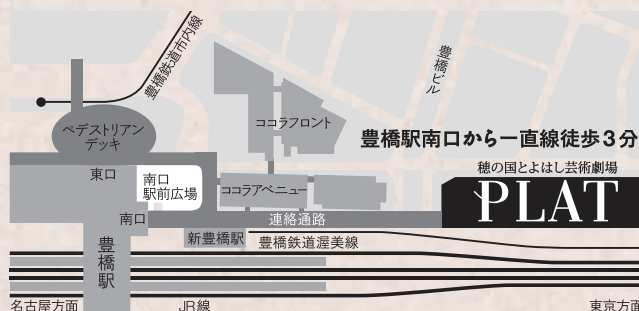 豊橋鉄道市内線
豊橋ビル
ペデストリアン
デッキ
ココラフロント
豊橋駅南口から一直線徒歩3分
東口
南口
駅前広場
ココラアベニュー
穂の国とよはし芸術劇場
PLAT
南口
連絡通路
新豊橋駅
豊橋鉄道渥美線
豊橋駅
名古屋方面
JR線
東京方面